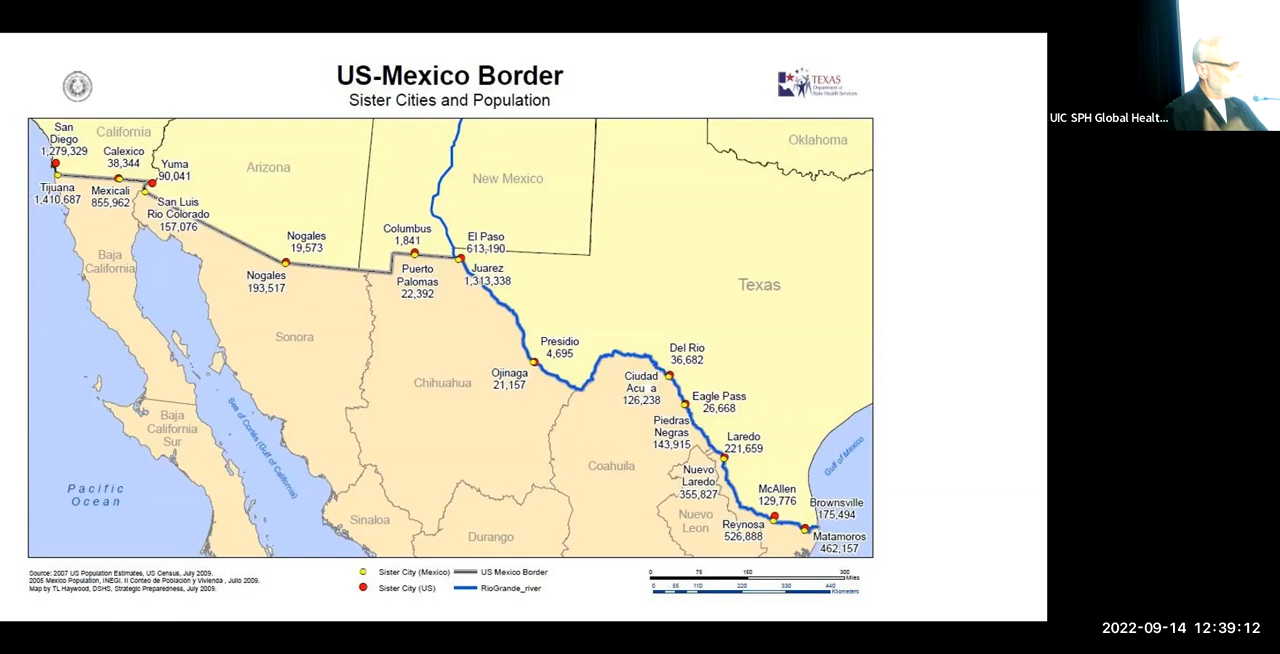 US-Mexico Border
Sister Cities and Population
TEXAS
Department of
State Health Services
UIC SPH Global Healt...
San
Diego
1,279,329
California
Calexico
38,344
Yuma
90,041
Arizona
New Mexico
Oklahoma
Tijuana
1,410,687
Mexicali
855,962
San Luis
Rio Colorado
157,076
Nogales
19,573
Columbus
1,841
El Paso
613,190
Baja
California
Nogales
193,517
Puerto
Palomas
22,392
Juarez
1,313,338
Texas
Sonora
Presidio
4,695
Del Rio
36,682
Ojinaga
21,157
Chihuahua
Ciudad
Acu a
126,238
Eagle Pass
26,668
Baja
California
Sur
Sea of Cortés (Gulf of California)
Piedras
Negras
143,915
Laredo
221,659
Gulf of Mexico
Coahuila
Nuevo
Laredo
355,827
Pacific
Ocean
McAllen
129,776
Brownsville
175,494
Sinaloa
Durango
Nuevo
Leon
Reynosa
526,888
Matamoros
462,157
Source: 2007 US Population Estimates, US Census, July 2009.
2005 Mexico Population, INEGI. II Conteo de Población y Vivienda , Julio 2009.
Map by TL Haywood, DSHS, Strategic Preparedness, July 2009.
Sister City (Mexico)
US Mexico Border
Sister City (US)
RioGrande_river
0 75 150 300
Miles
0 55 110 220 330 440
Kilometers
2022-09-14 12:39:12